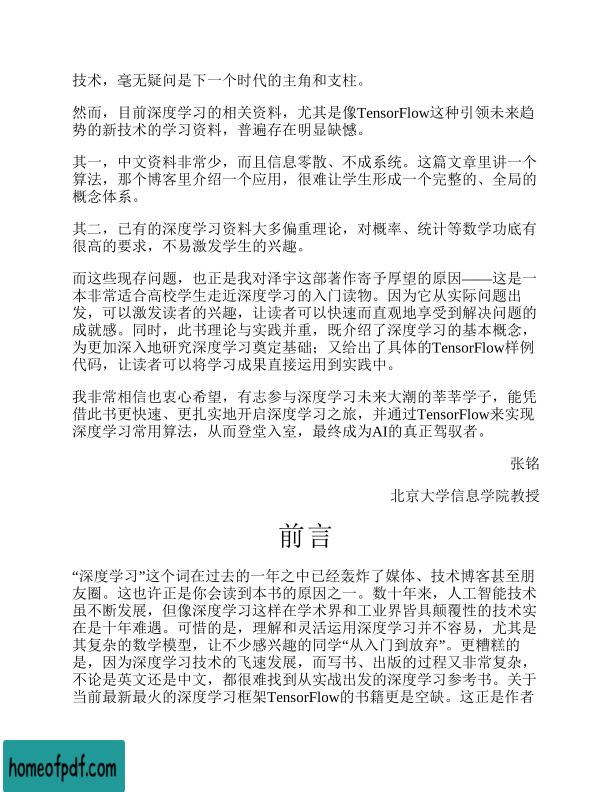 技术，毫无疑问是下一个时代的主角和支柱。
然而，目前深度学习的相关资料，尤其是像TensorFlow这种引领未来趋
势的新技术的学习资料，普遍存在明显缺憾。
其一，中文资料非常少，而且信息零散、不成系统。这篇文章里讲一个
算法，那个博客里介绍一个应用，很难让学生形成一个完整的、全局的
概念体系。
其二，已有的深度学习资料大多偏重理论，对概率、统计等数学功底有
很高的要求，不易激发学生的兴趣。
而这些现存问题，也正是我对泽宇这部著作寄予厚望的原因——这是一
本非常适合高校学生走近深度学习的入门读物。因为它从实际问题出
发，可以激发读者的兴趣，让读者可以快速而直观地享受到解决问题的
成就感。同时，此书理论与实践并重，既介绍了深度学习的基本概念，
为更加深入地研究深度学习奠定基础；又给出了具体的TensorFlow样例
代码，让读者可以将学习成果直接运用到实践中。
我非常相信也衷心希望，有志参与深度学习未来大潮的莘莘学子，能凭
借此书更快速、更扎实地开启深度学习之旅，并通过TensorFlow来实现
深度学习常用算法，从而登堂入室，最终成为AI的真正驾驭者。
张铭
北京大学信息学院教授
前言
“深度学习”这个词在过去的一年之中已经轰炸了媒体、技术博客甚至朋
友圈。这也许正是你会读到本书的原因之一。数十年来，人工智能技术
虽不断发展，但像深度学习这样在学术界和工业界皆具颠覆性的技术实
在是十年难遇。可惜的是，理解和灵活运用深度学习并不容易，尤其是
其复杂的数学模型，让不少感兴趣的同学“从入门到放弃”。更糟糕的
是，因为深度学习技术的飞速发展，而写书、出版的过程又非常复杂，
不论是英文还是中文，都很难找到从实战出发的深度学习参考书。关于
当前最新最火的深度学习框架TensorFlow的书籍更是空缺。这正是作者
homeofpdf.com